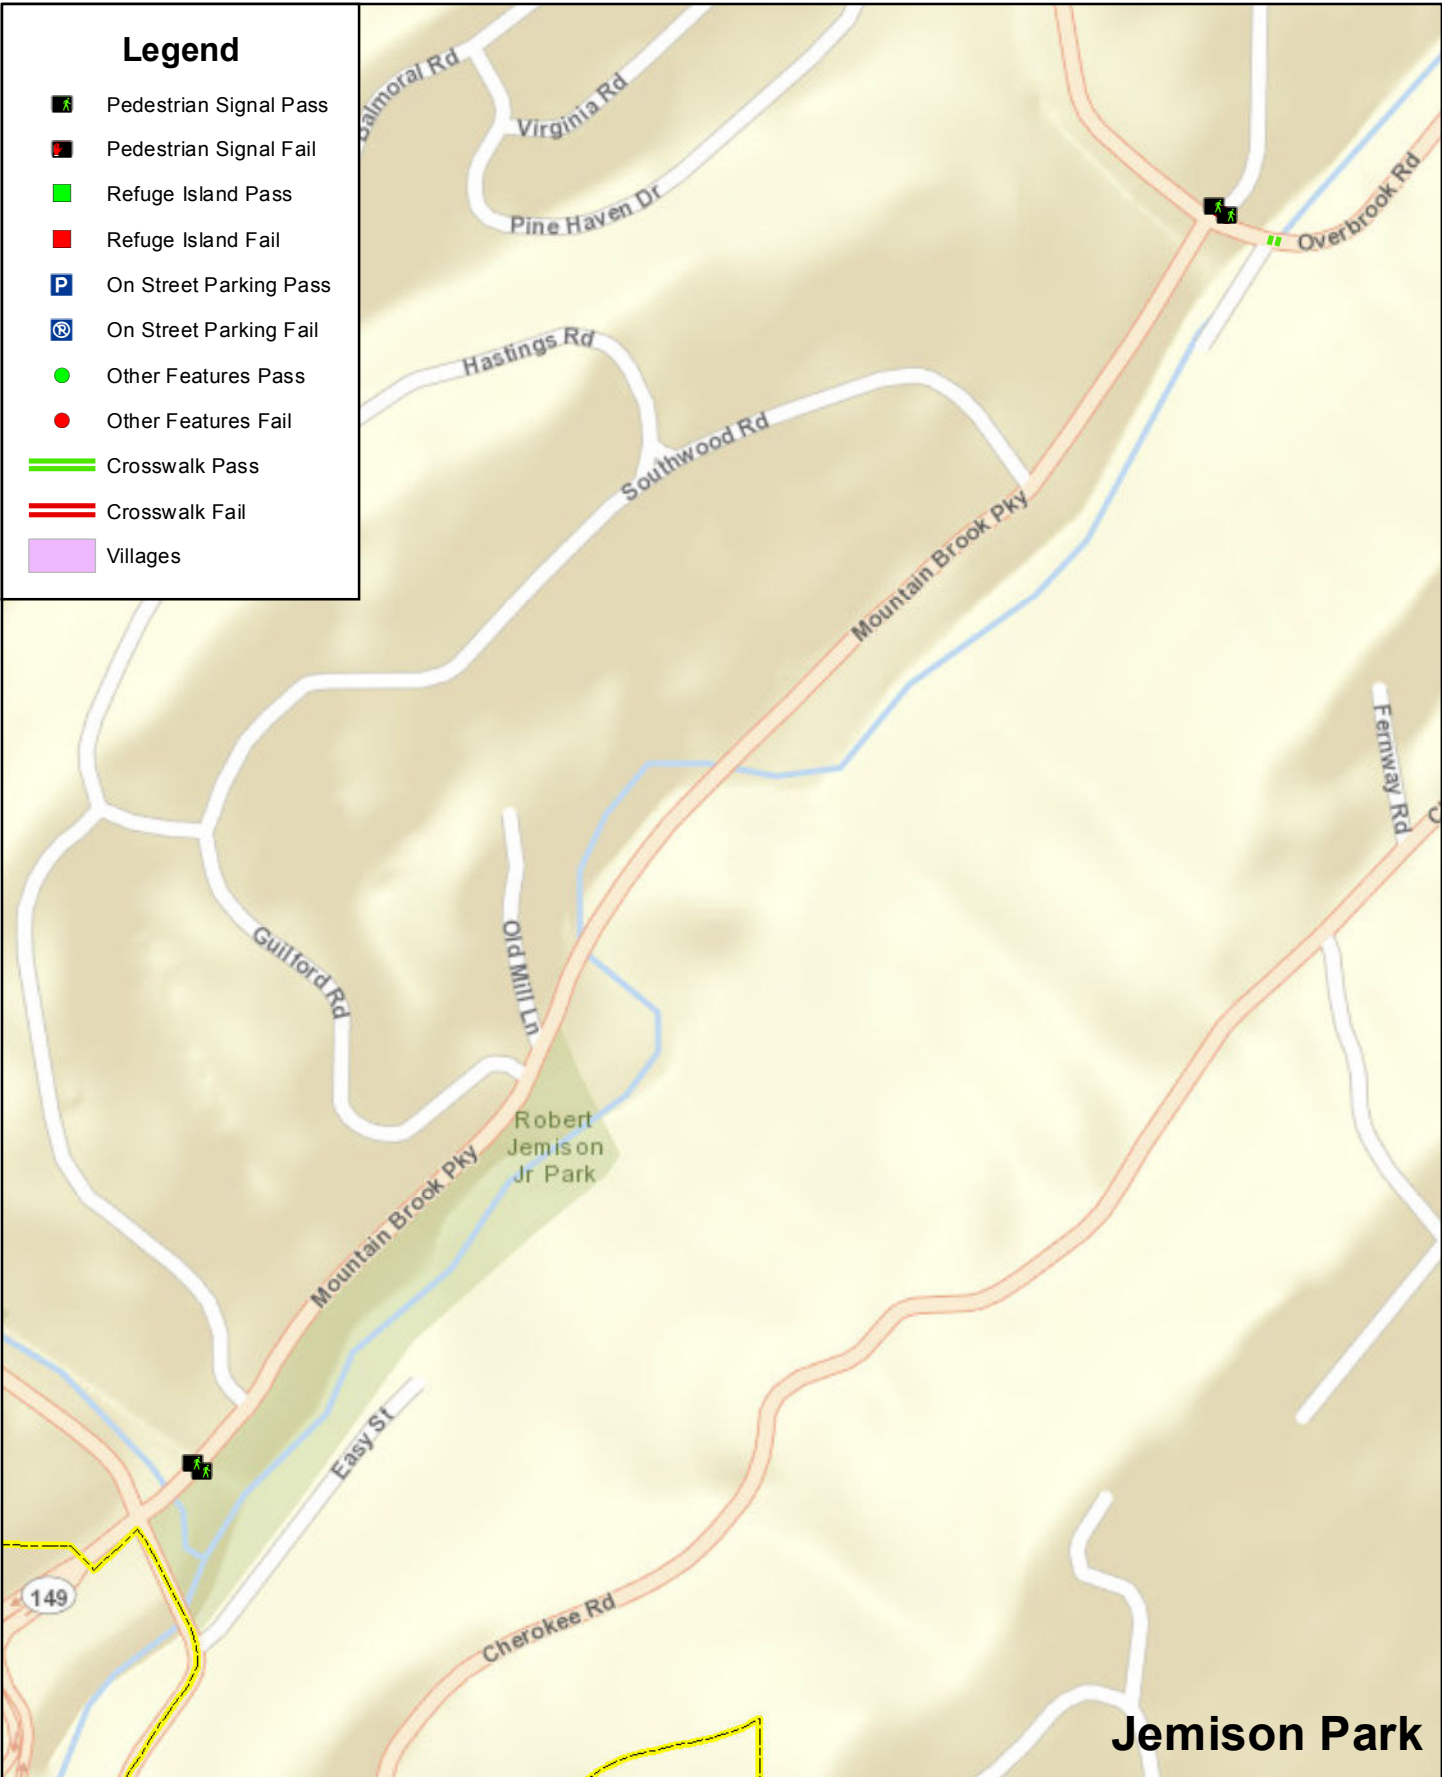 Legend
Pedestrian Signal Pass
Pedestrian Signal Fail
Refuge Island Pass
Refuge Island Fail
P On Street Parking Pass
On Street Parking Fail
Other Features Pass
Other Features Fail
Crosswalk Pass
Crosswalk Fail
Villages
Balmoral Rd
Virginia Rd
Pine Haven Dr
Overbrook Rd
Hastings Rd
Southwood Rd
Mountain Brook Pky
Fernway Rd
Old Mill Ln
Guilford Rd
Robert
Jemison
Jr Park
Mountain Brook Pky
Easy St
149
Cherokee Rd
Jemison Park